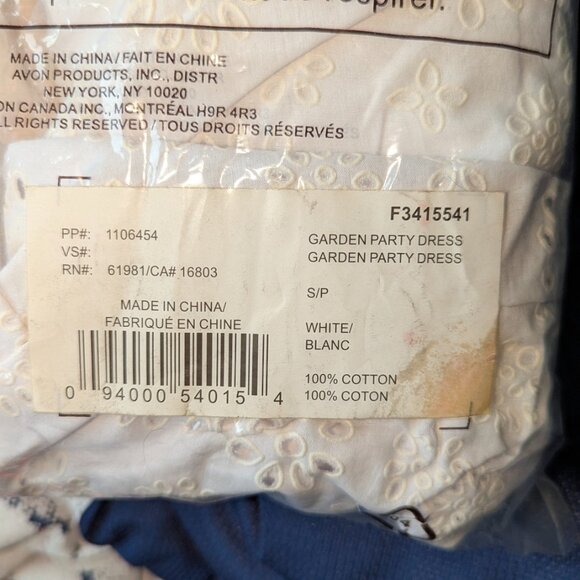 respirer.
MADE IN CHINA/FAIT EN CHINE
AVON PRODUCTS, INC., DISTR
NEW YORK, NY 10020
ON CANADA INC., MONTRÉAL H9R 4R3
LL RIGHTS RESERVED/TOUS DROITS RÉSERVÉS
F3415541
PP#: 1106454
GARDEN PARTY DRESS
VS#:
GARDEN PARTY DRESS
RN#: 61981/CA# 16803
S/P
MADE IN CHINA/
FABRIQUÉ EN CHINE
WHITE/
BLANC
100% COTTON
100% COTON
0 94000 54015 4